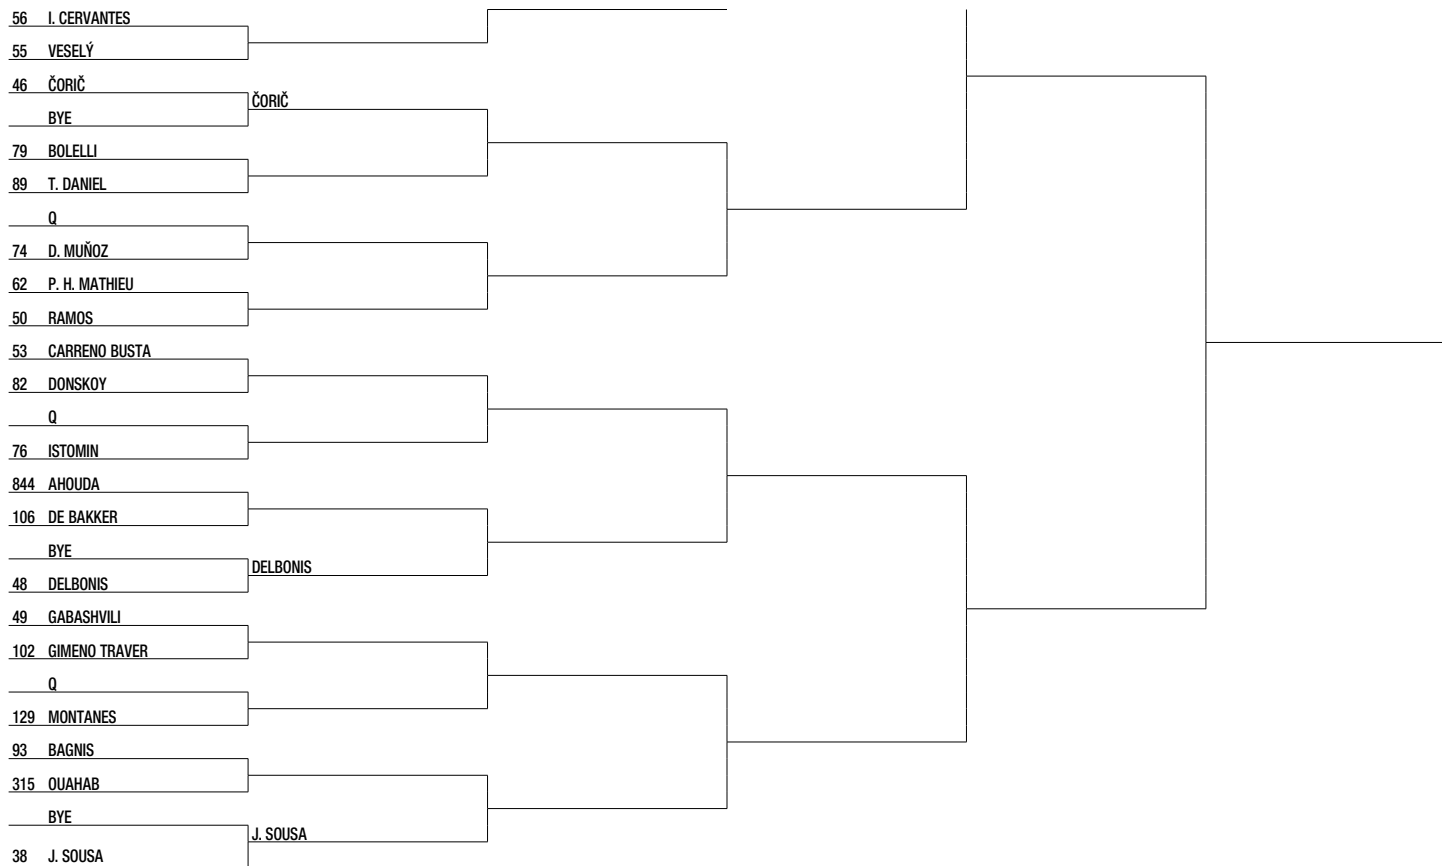 56 I. CERVANTES
55 VESELÝ
46 ČORIČ
ČORIČ
BYE
79 BOLELLI
89 T. DANIEL
Q
74 D. MUŇOZ
62 P. H. MATHIEU
50 RAMOS
53 CARRENO BUSTA
82 DONSKOY
Q
76 ISTOMIN
844 AHOUDA
106 DE BAKKER
BYE
DELBONIS
48 DELBONIS
49 GABASHVILI
102 GIMENO TRAVER
Q
129 MONTANES
93 BAGNIS
315 OUAHAB
BYE
J. SOUSA
38 J. SOUSA